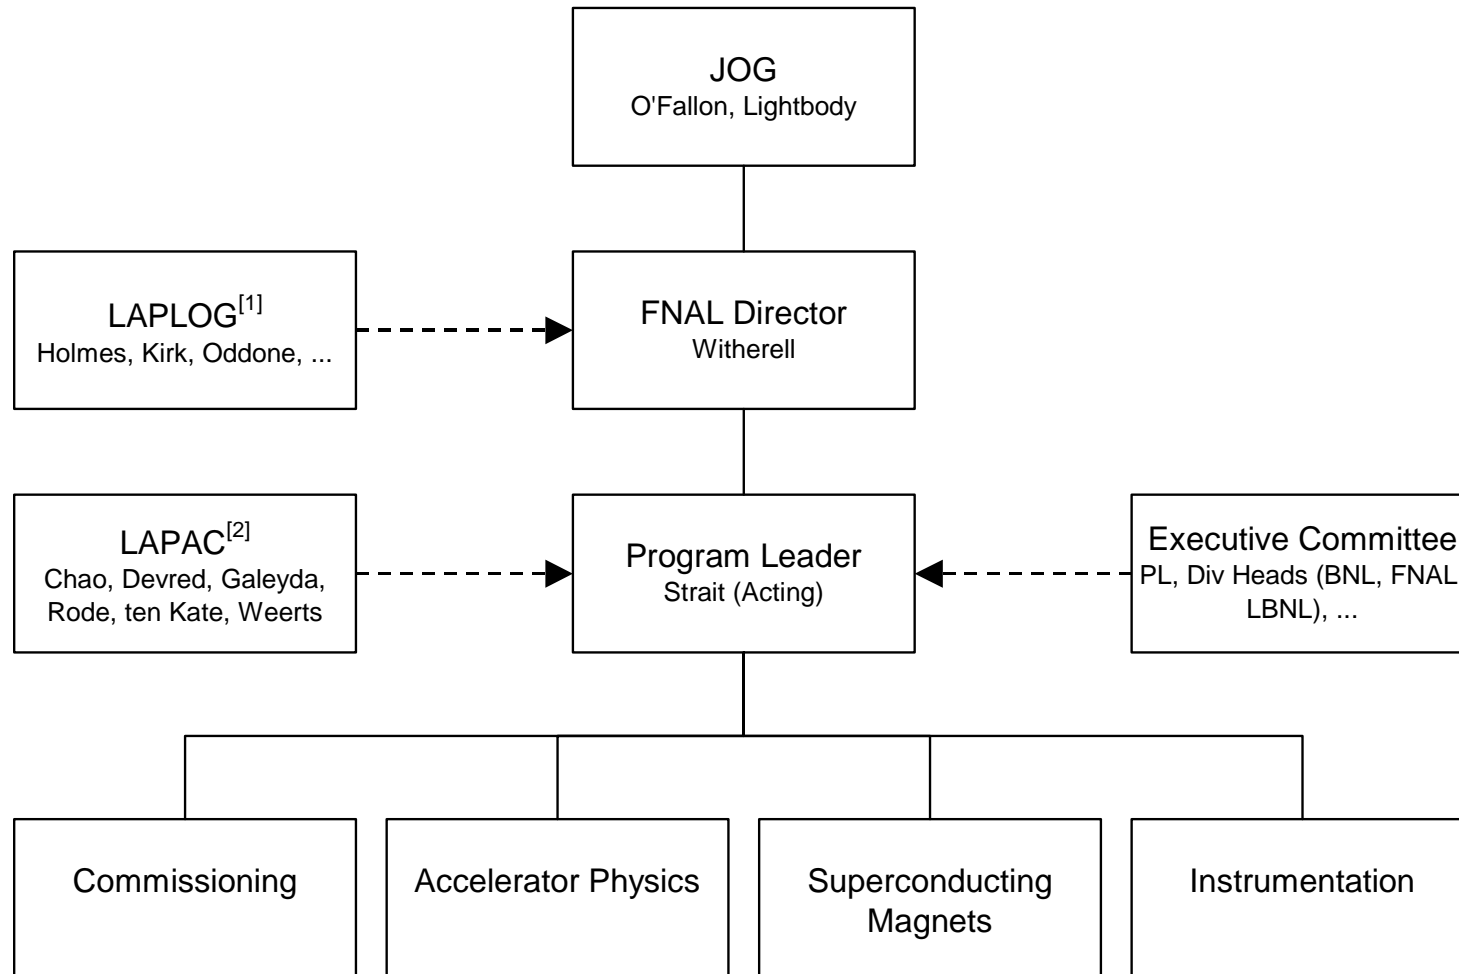 JOG
O'Fallon, Lightbody
LAPLOG[1]
Holmes, Kirk, Oddone, ...
FNAL Director
Witherell
LAPAC[2]
Chao, Devred, Galeyda,
Rode, ten Kate, Weerts
Program Leader
Strait (Acting)
Executive Committee
PL, Div Heads (BNL, FNAL
LBNL), ...
Commissioning
Accelerator Physics
Superconducting
Magnets
Instrumentation